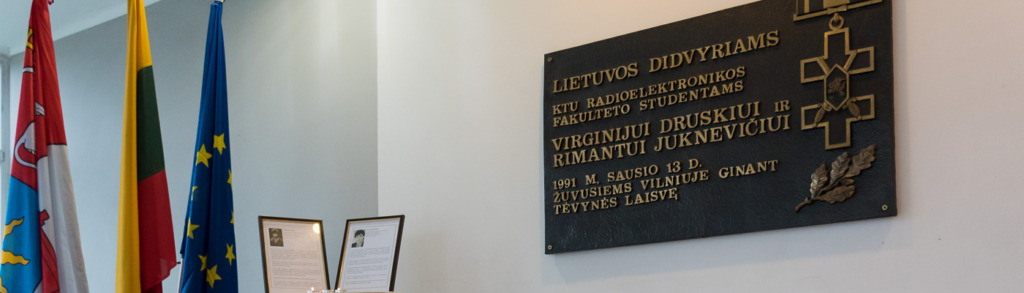 LIETUVOS DIDVYRIAMS
KTU RADIOELEKTRONIKOS
FAKULTETO STUDENTAMS
VIRGINIJUI DRUSKIUI IR
RIMANTUI JUKNEVIČIUI
1991 M. SAUSIO 13 D.
ŽUVUSIEMS VILNIUJE GINANT
TĖVYNĖS LAISVĘ